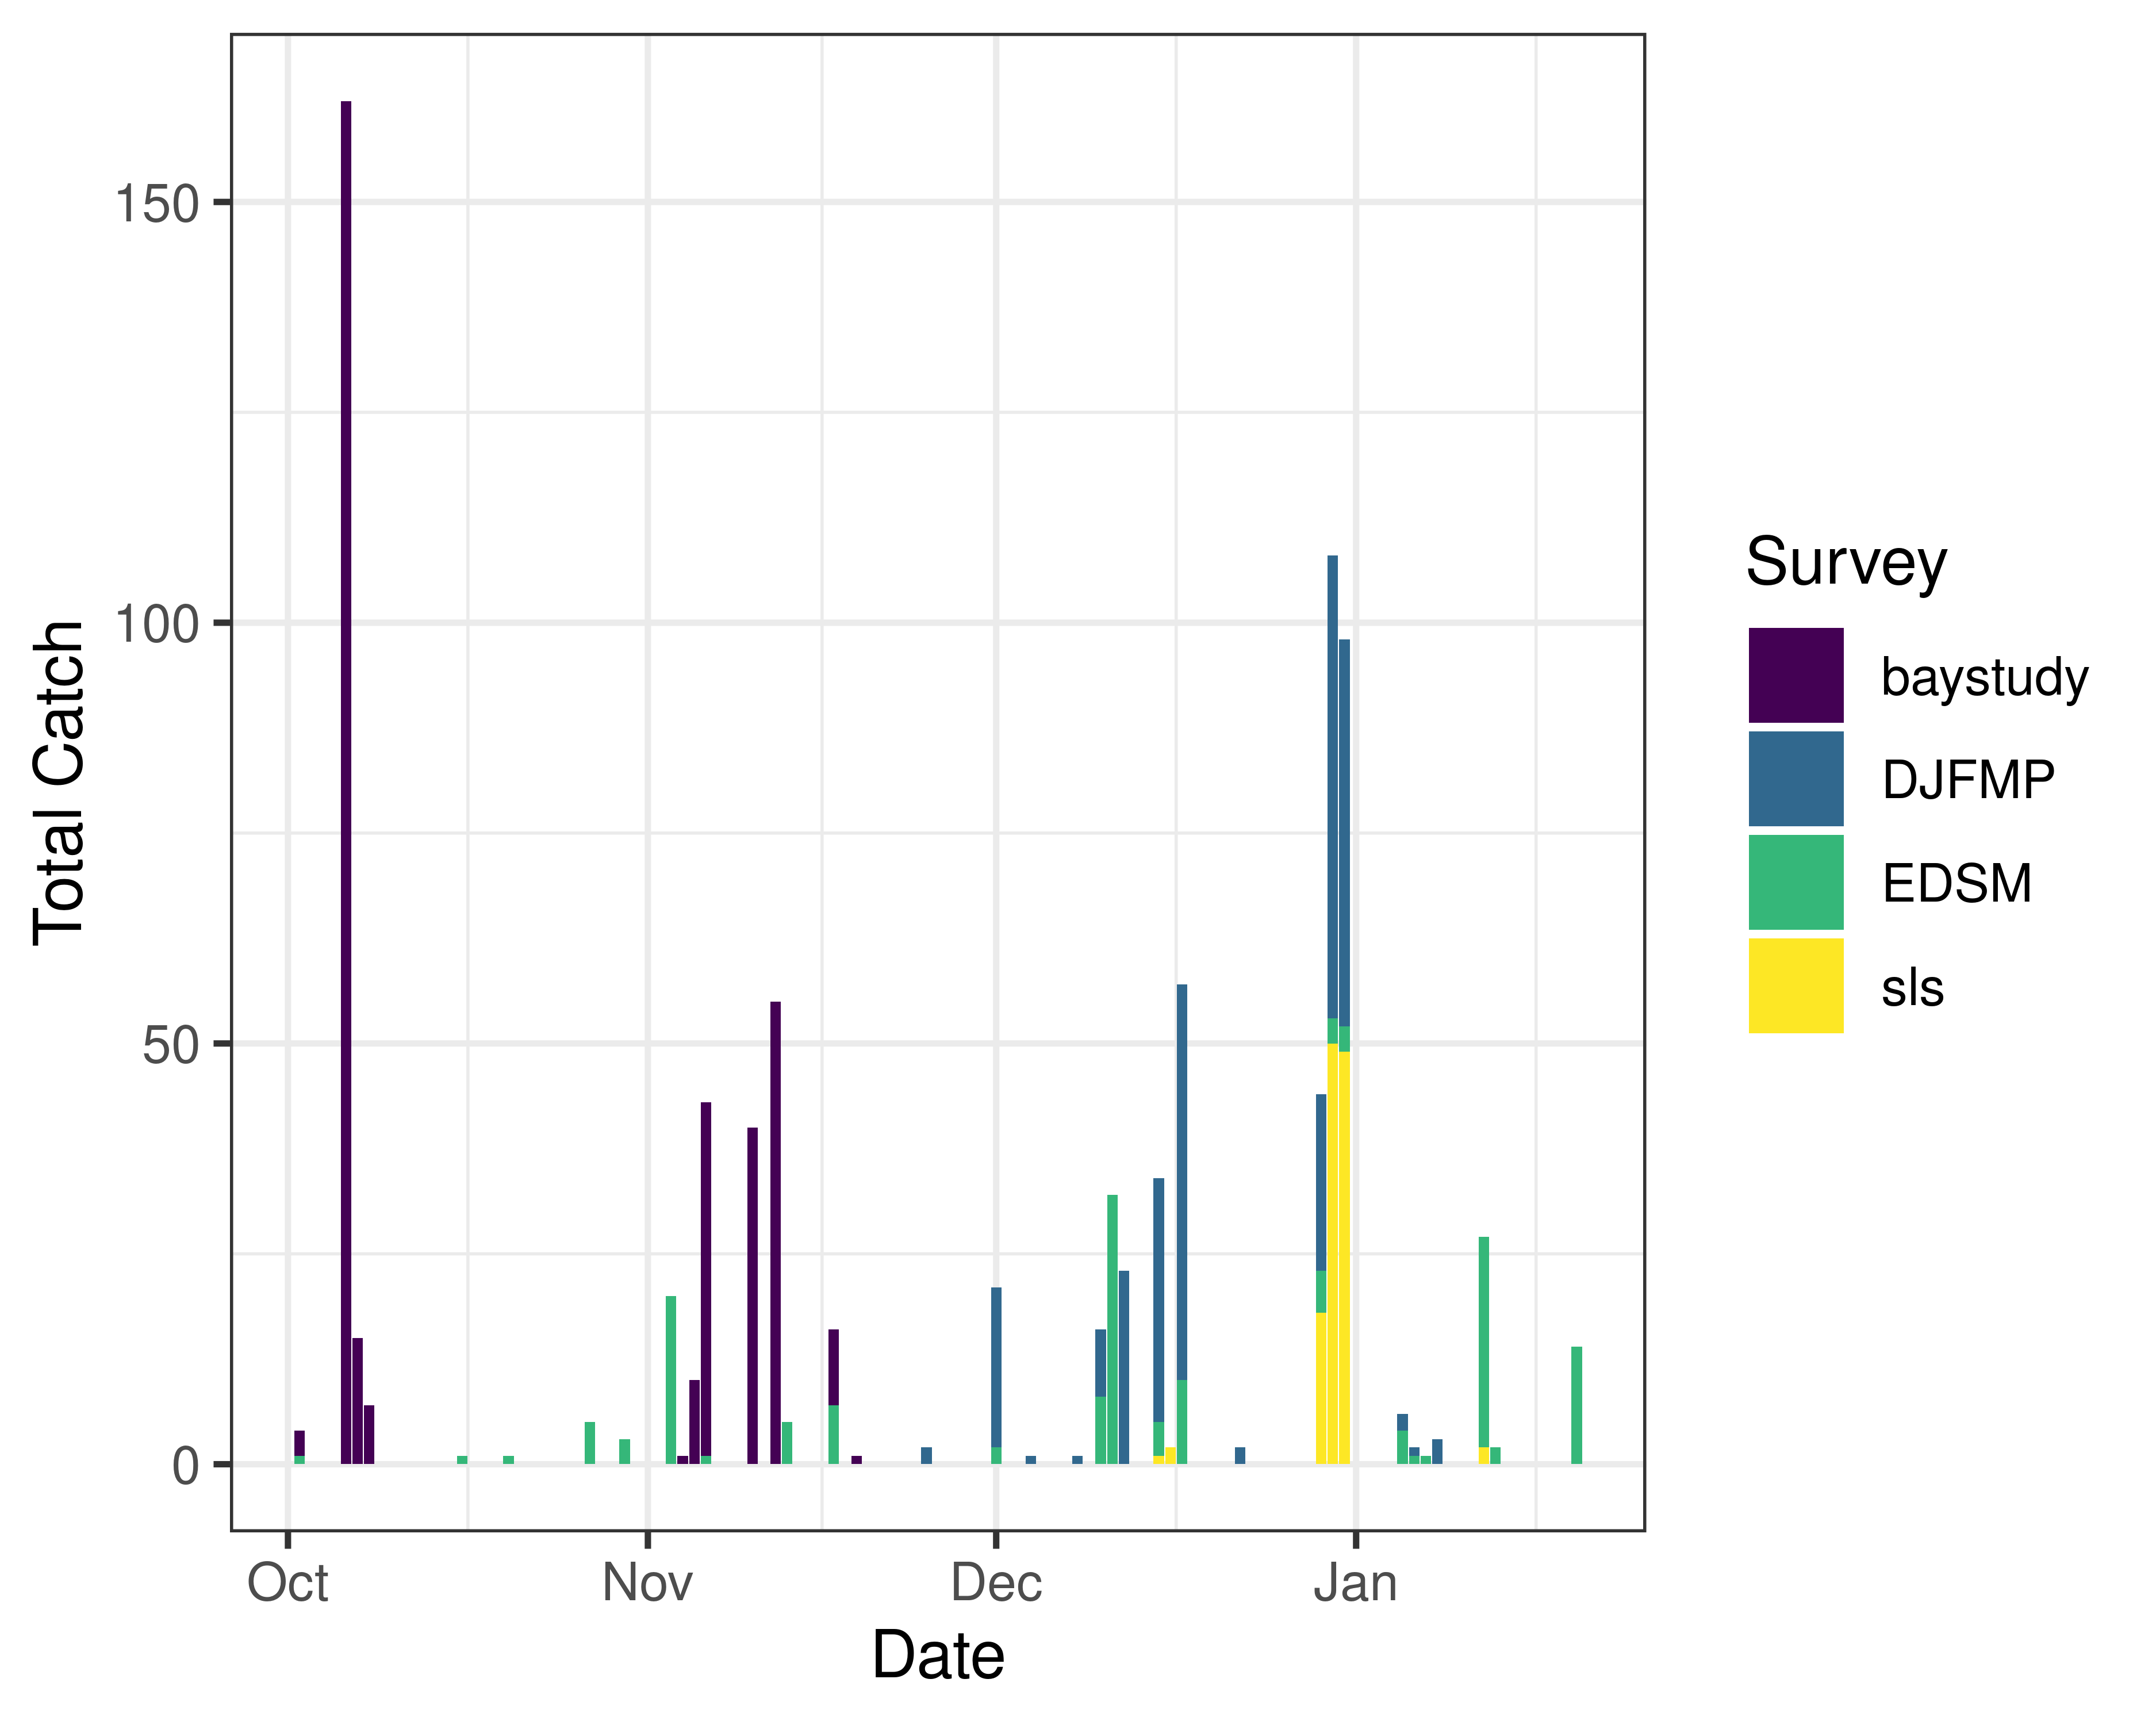 Total Catch
150
100
50
0
Oct Nov Dec Jan
Date
Survey
baystudy
DJFMP
EDSM
sls